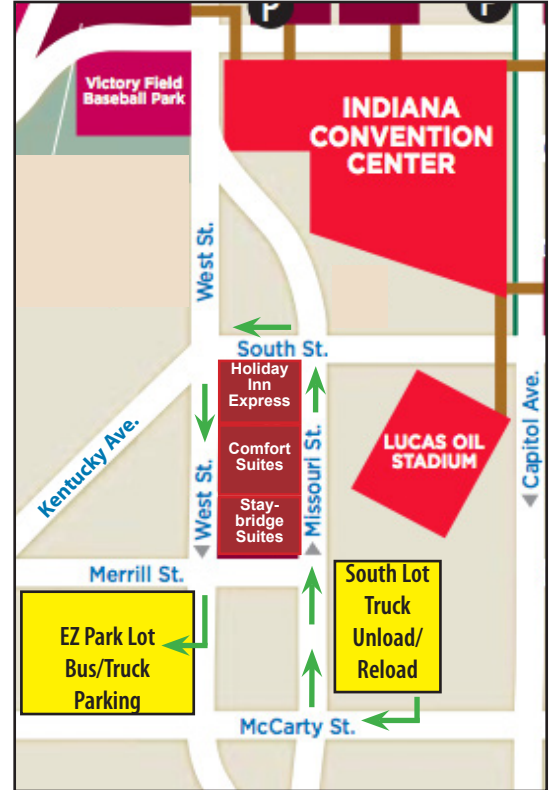 P
Victory Field
Baseball Park
INDIANA
CONVENTION
CENTER
West St.
South St.
Holiday
Inn
Express
Comfort
Suites
Stay-
bridge
Suites
Kentucky Ave.
West St.
Missouri St.
LUCAS OIL
STADIUM
Capitol Ave.
Merrill St.
EZ Park Lot
Bus/Truck
Parking
South Lot
Truck
Unload/
Reload
McCarty St.